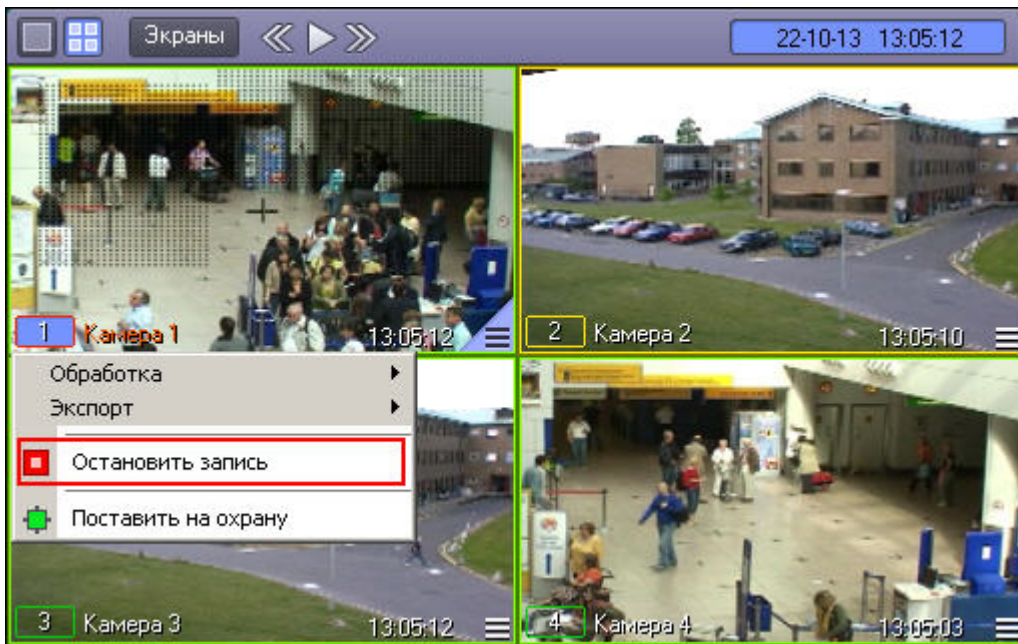 Экраны
22-10-13 13:05:12
1 Камера 1 13:05:12
2 Камера 2 13:05:10
Обработка
Экспорт
Остановить запись
Поставить на охрану
3 Камера 3 13:05:12
4 Камера 4 13:05:03